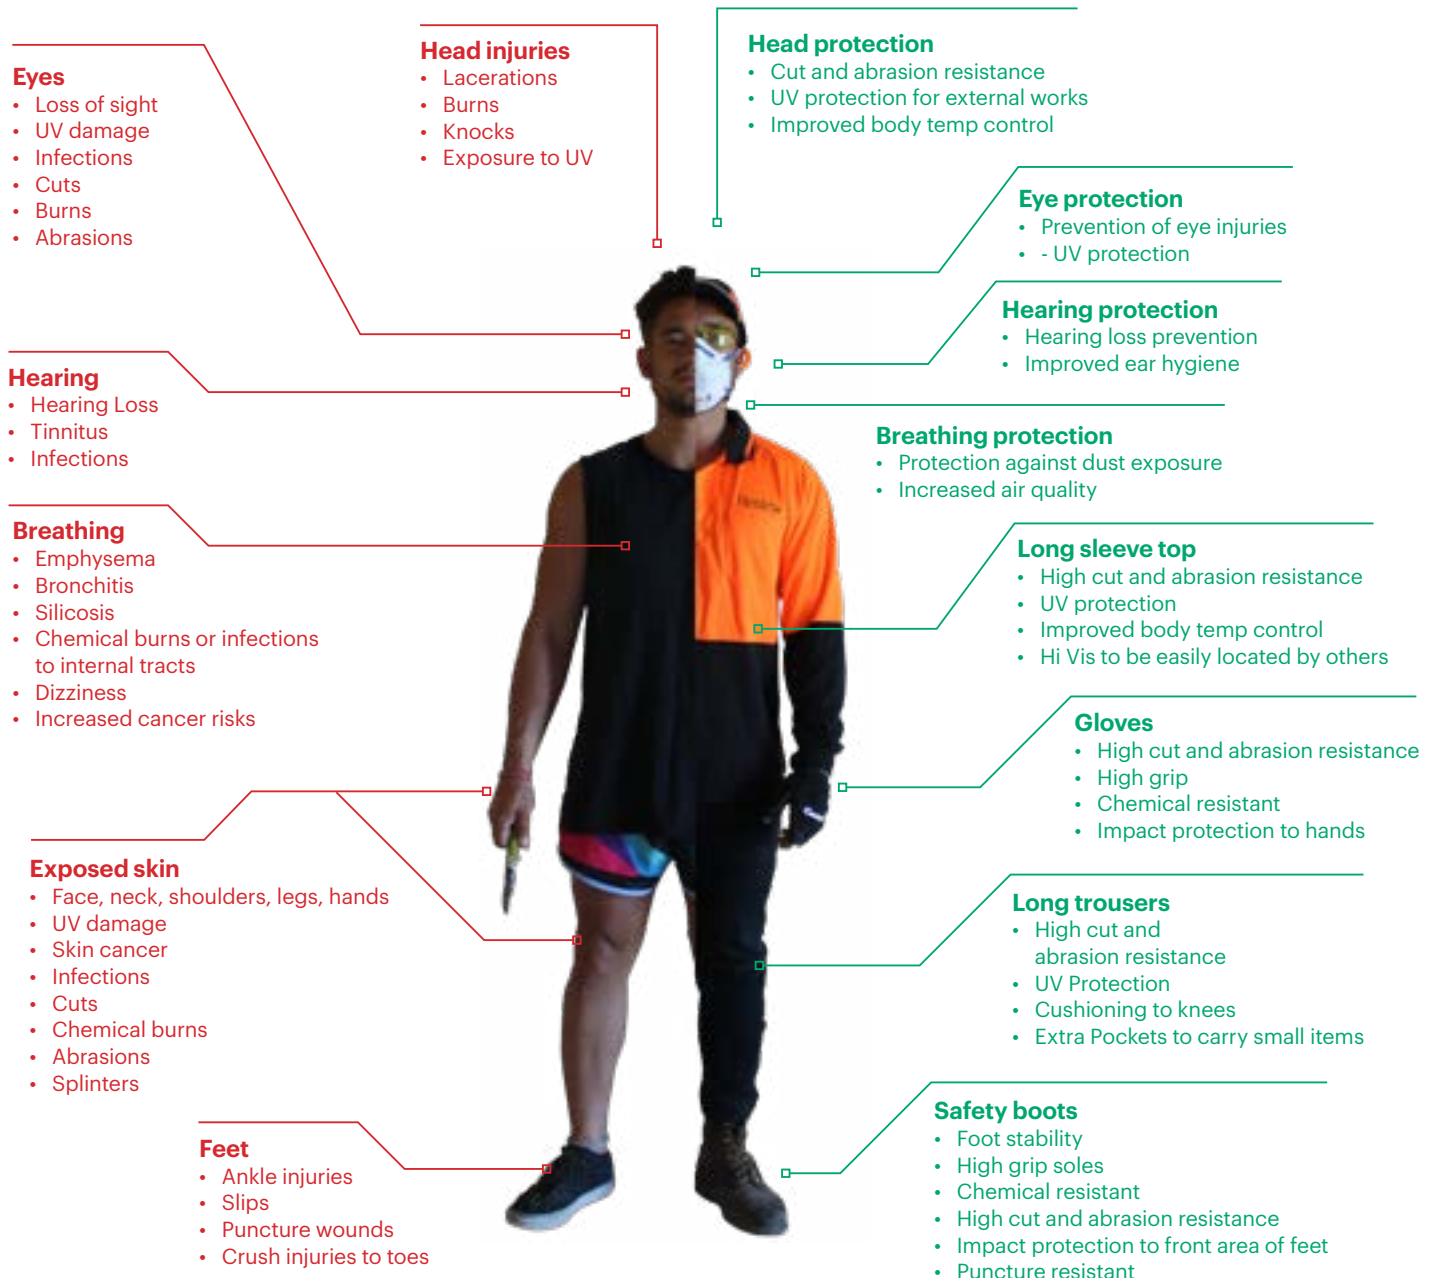 Eyes
• Loss of sight
• UV damage
• Infections
• Cuts
• Burns
• Abrasions
Head injuries
• Lacerations
• Burns
• Knocks
• Exposure to UV
Head protection
• Cut and abrasion resistance
• UV protection for external works
• Improved body temp control
Eye protection
• Prevention of eye injuries
• - UV protection
Hearing protection
• Hearing loss prevention
• Improved ear hygiene
Hearing
• Hearing Loss
• Tinnitus
• Infections
Breathing protection
• Protection against dust exposure
• Increased air quality
Breathing
• Emphysema
• Bronchitis
• Silicosis
• Chemical burns or infections
to internal tracts
• Dizziness
• Increased cancer risks
Long sleeve top
• High cut and abrasion resistance
• UV protection
• Improved body temp control
• Hi Vis to be easily located by others
Gloves
• High cut and abrasion resistance
• High grip
• Chemical resistant
• Impact protection to hands
Exposed skin
• Face, neck, shoulders, legs, hands
• UV damage
• Skin cancer
• Infections
• Cuts
• Chemical burns
• Abrasions
• Splinters
Long trousers
• High cut and
abrasion resistance
• UV Protection
• Cushioning to knees
• Extra Pockets to carry small items
Feet
• Ankle injuries
• Slips
• Puncture wounds
• Crush injuries to toes
Safety boots
• Foot stability
• High grip soles
• Chemical resistant
• High cut and abrasion resistance
• Impact protection to front area of feet
• Puncture resistant